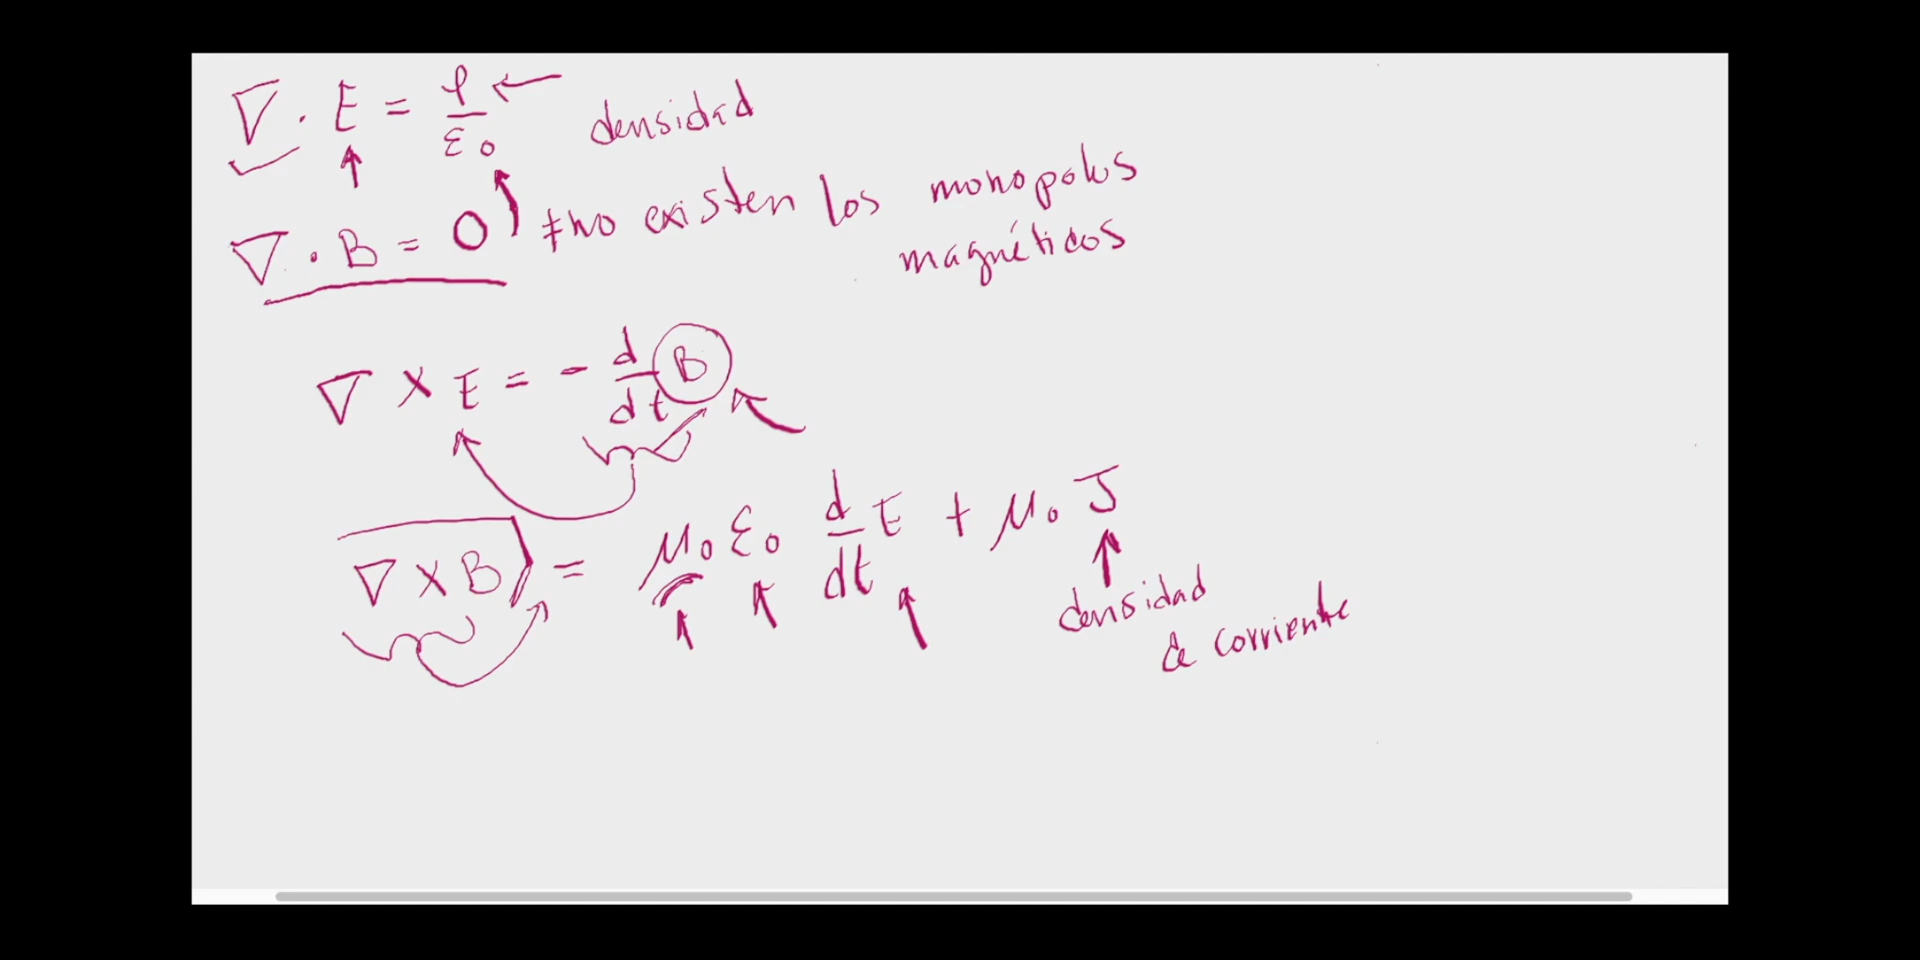 ∇ · E = ρ/ε₀ ← densidad
∇ · B = 0 ‡no existen los monopolos
magnéticos
∇ × E = - d/dt B
∇ × B = μ₀ ε₀ d/dt E + μ₀ J
densidad
de corriente